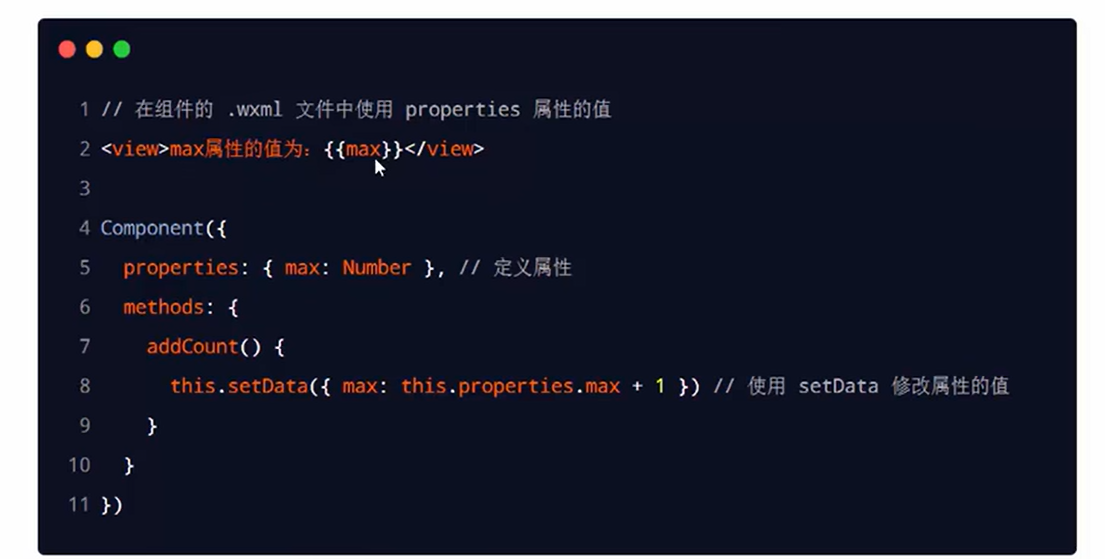 1 // 在组件的 .wxml 文件中使用 properties 属性的值
2 <view>max属性的值为：{{max}}</view>
3
4 Component({
5   properties: { max: Number }, // 定义属性
6   methods: {
7     addCount() {
8       this.setData({ max: this.properties.max + 1 }) // 使用 setData 修改属性的值
9     }
10   }
11 })